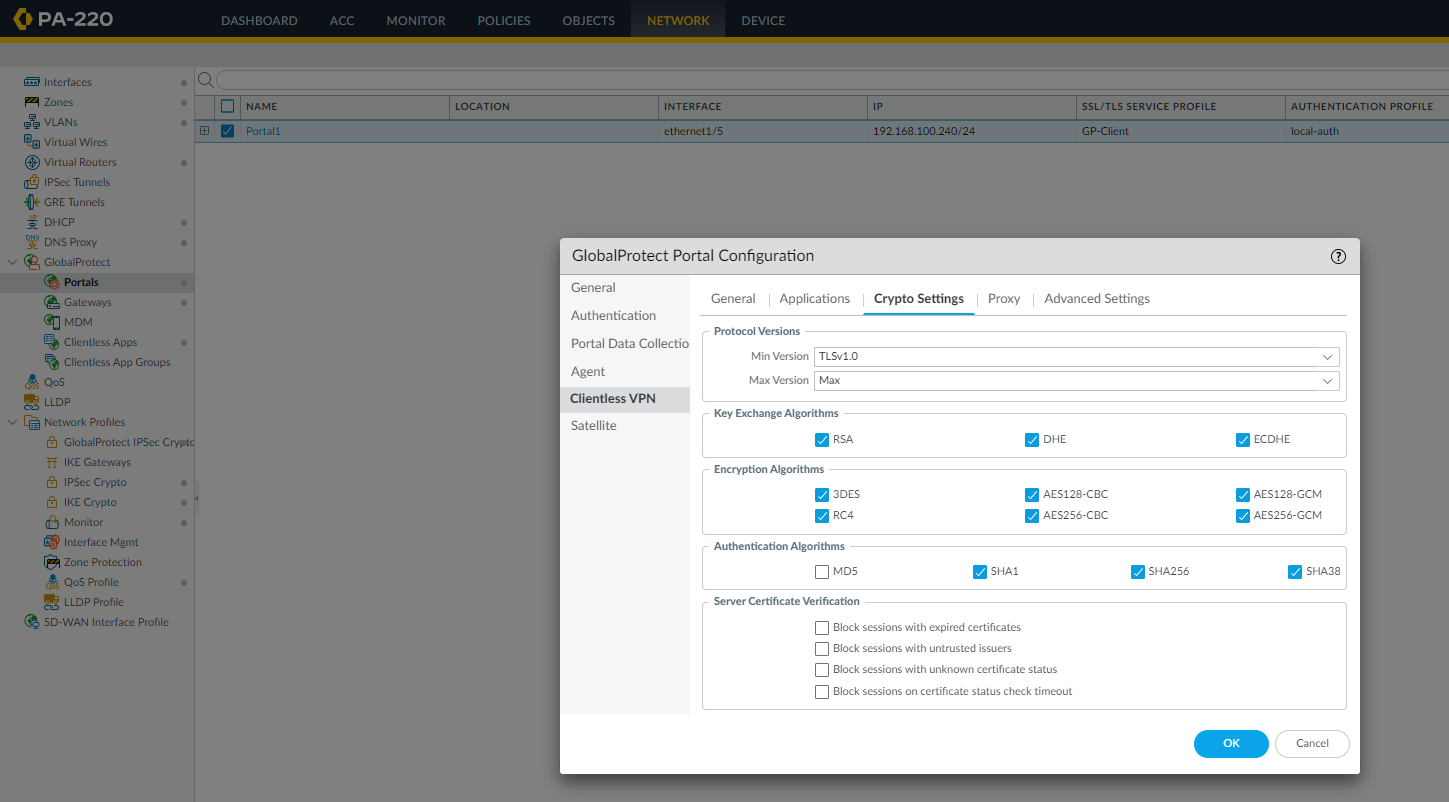 PA-220
DASHBOARD ACC MONITOR POLICIES OBJECTS NETWORK DEVICE
Interfaces
Zones
VLANs
Virtual Wires
Virtual Routers
IPSec Tunnels
GRE Tunnels
DHCP
DNS Proxy
GlobalProtect
Portals
Gateways
MDM
Clientless Apps
Clientless App Groups
QoS
LLDP
Network Profiles
GlobalProtect IPSec Crypto
IKE Gateways
IPSec Crypto
IKE Crypto
Monitor
Interface Mgmt
Zone Protection
QoS Profile
LLDP Profile
SD-WAN Interface Profile
NAME LOCATION INTERFACE IP SSL/TLS SERVICE PROFILE AUTHENTICATION PROFILE
Portal1 ethernet1/5 192.168.100.240/24 GP-Client local-auth
GlobalProtect Portal Configuration ?
General
Authentication
Portal Data Collectio
Agent
Clientless VPN
Satellite
General Applications Crypto Settings Proxy Advanced Settings
Protocol Versions
Min Version TLSv1.0
Max Version Max
Key Exchange Algorithms
RSA DHE ECDHE
Encryption Algorithms
3DES AES128-CBC AES128-GCM
RC4 AES256-CBC AES256-GCM
Authentication Algorithms
MD5 SHA1 SHA256 SHA38
Server Certificate Verification
Block sessions with expired certificates
Block sessions with untrusted issuers
Block sessions with unknown certificate status
Block sessions on certificate status check timeout
OK Cancel